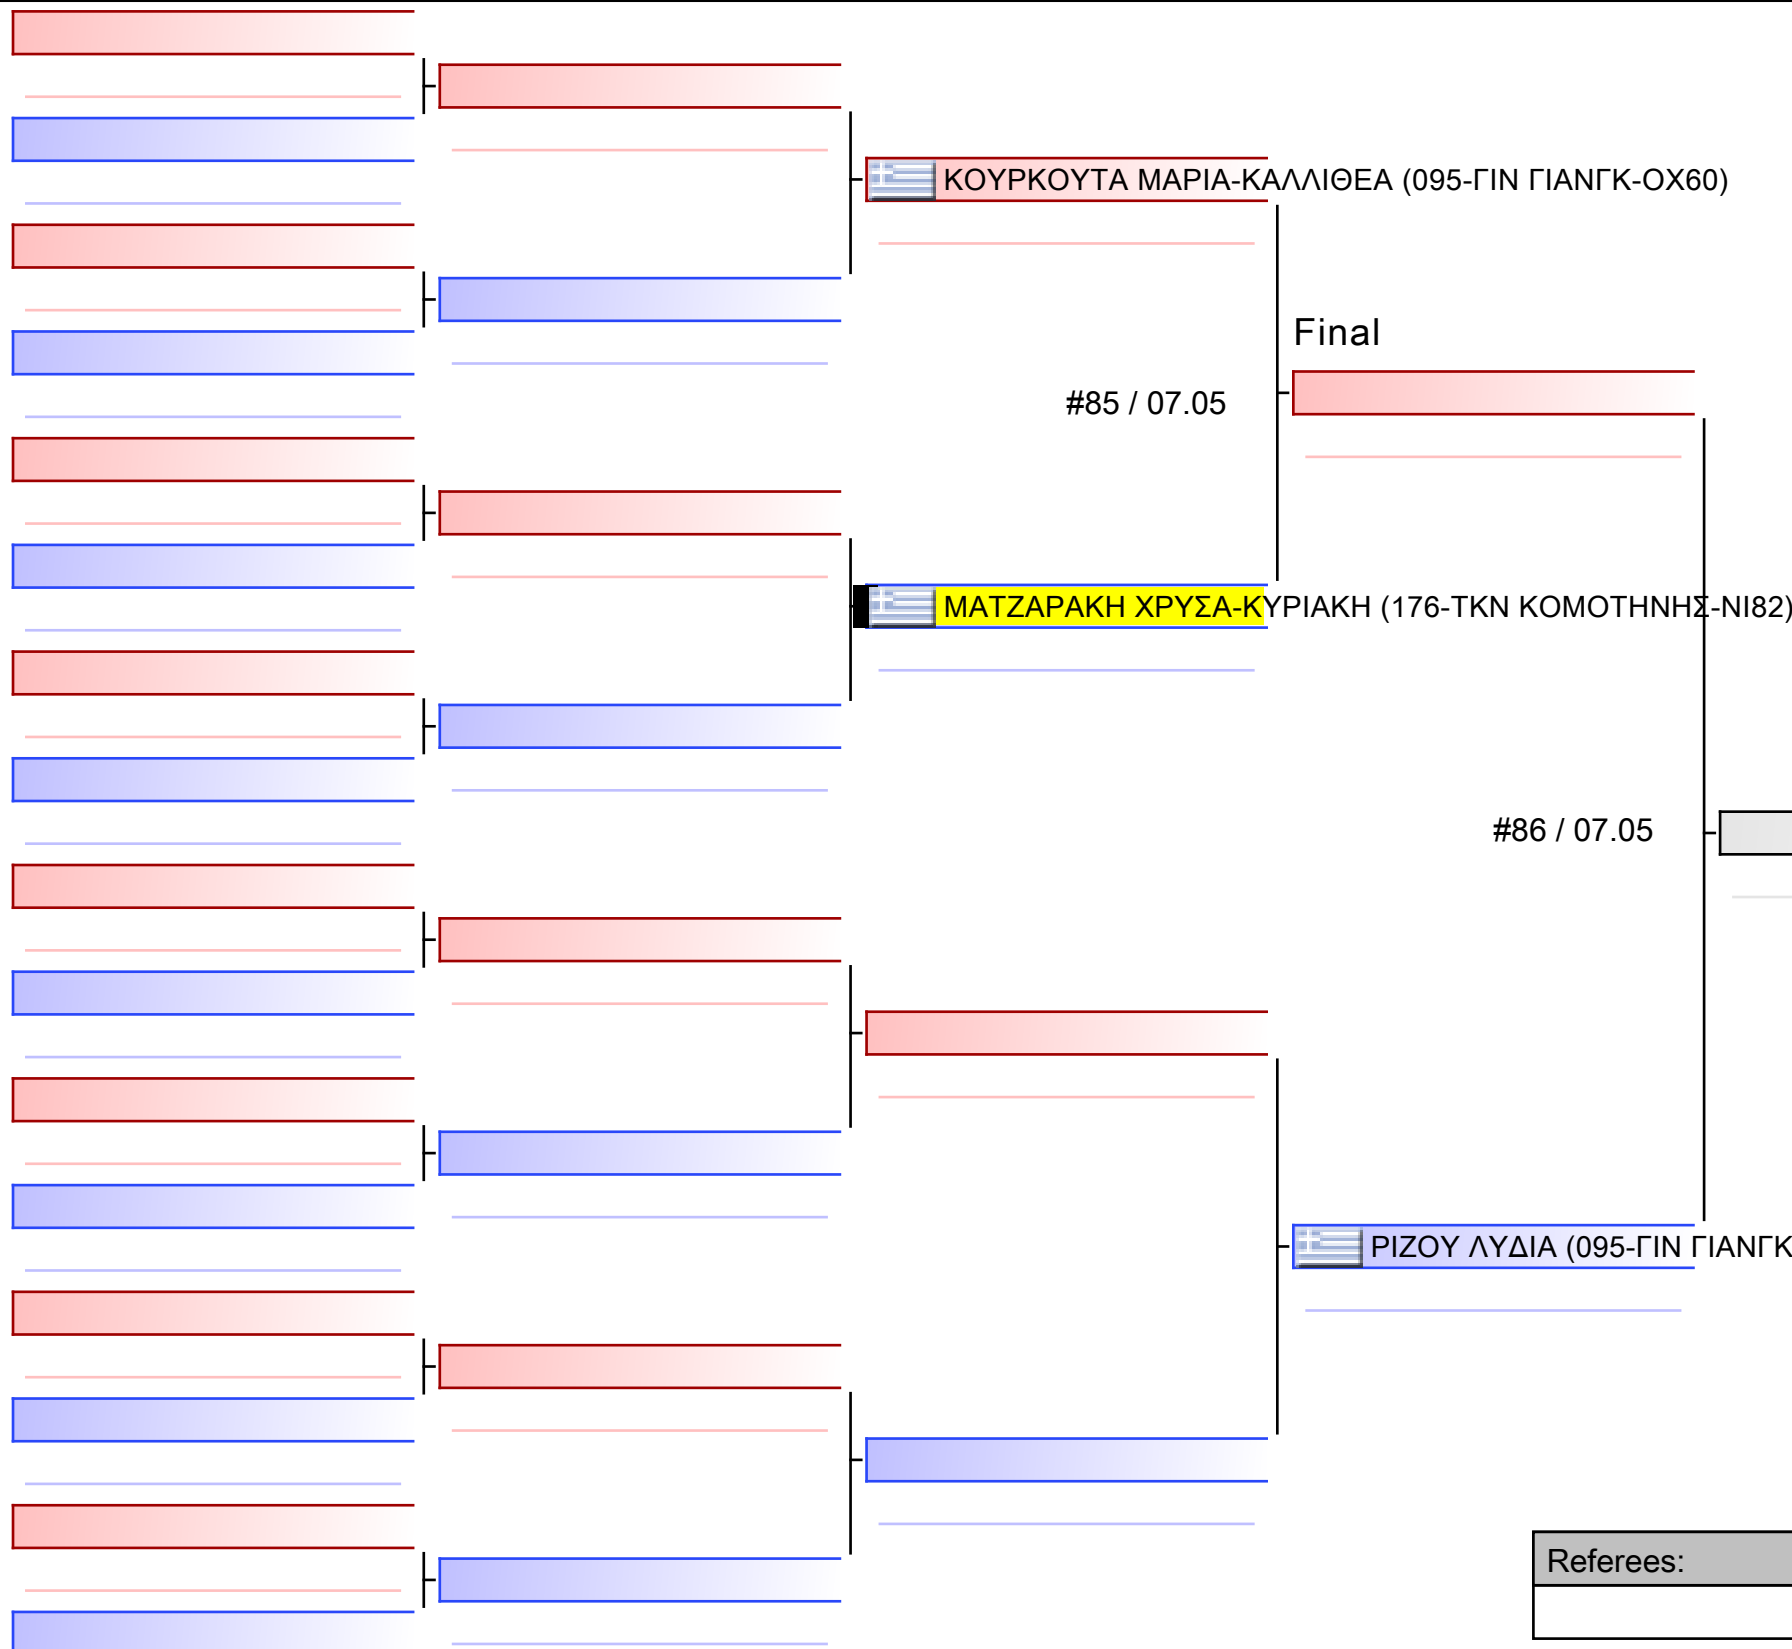 ΚΟΥΡΚΟΥΤΑ ΜΑΡΙΑ-ΚΑΛΛΙΘΕΑ (095-ΓΙΝ ΓΙΑΝΓΚ-ΟΧ60)
Final
#85 / 07.05
ΜΑΤΖΑΡΑΚΗ ΧΡΥΣΑ-ΚΥΡΙΑΚΗ (176-ΤΚΝ ΚΟΜΟΤΗΝΗΣ-ΝΙ82)
#86 / 07.05
ΡΙΖΟΥ ΛΥΔΙΑ (095-ΓΙΝ ΓΙΑΝΓΚ
Referees: